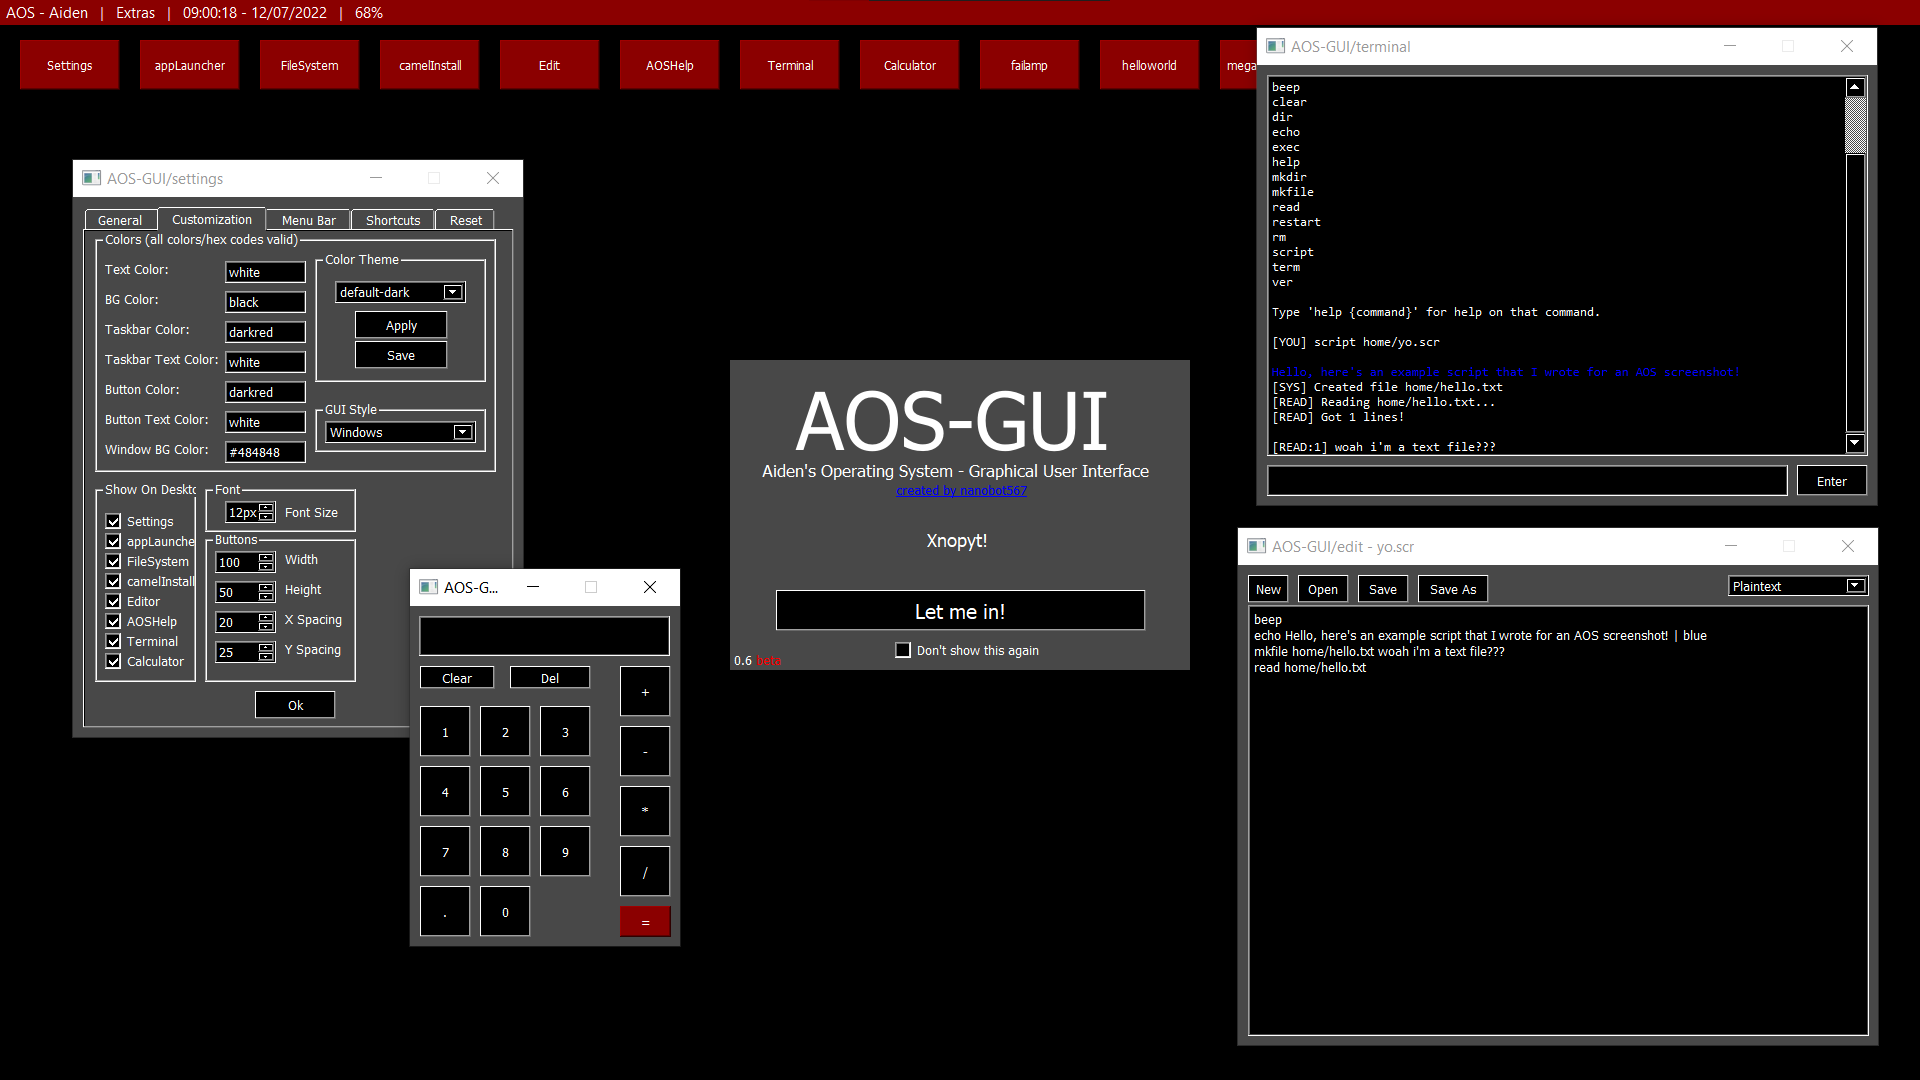 AOS - Aiden | Extras | 09:00:18 - 12/07/2022 | 68%
Settings
appLauncher
FileSystem
camelInstall
Edit
AOSHelp
Terminal
Calculator
failamp
helloworld
mega
AOS-GUI/settings
General
Customization
Menu Bar
Shortcuts
Reset
Colors (all colors/hex codes valid)
Text Color: white
BG Color: black
Taskbar Color: darkred
Taskbar Text Color: white
Button Color: darkred
Button Text Color: white
Window BG Color: #484848
Color Theme
default-dark
Apply
Save
GUI Style
Windows
Show On Deskto
Settings
appLaunche
FileSystem
camelInstall
Editor
AOSHelp
Terminal
Calculator
Font
12px Font Size
Buttons
100 Width
50 Height
20 X Spacing
25 Y Spacing
Ok
AOS-G...
Clear
Del
+
1
2
3
-
4
5
6
*
7
8
9
/
.
0
=
AOS-GUI
Aiden's Operating System - Graphical User Interface
created by nanobot567
Xnopyt!
Let me in!
Don't show this again
0.6 beta
AOS-GUI/terminal
beep
clear
dir
echo
exec
help
mkdir
mkfile
read
restart
rm
script
term
ver
Type 'help {command}' for help on that command.
[YOU] script home/yo.scr
Hello, here's an example script that I wrote for an AOS screenshot!
[SYS] Created file home/hello.txt
[READ] Reading home/hello.txt...
[READ] Got 1 lines!
[READ:1] woah i'm a text file???
Enter
AOS-GUI/edit - yo.scr
New
Open
Save
Save As
Plaintext
beep
echo Hello, here's an example script that I wrote for an AOS screenshot! | blue
mkfile home/hello.txt woah i'm a text file???
read home/hello.txt